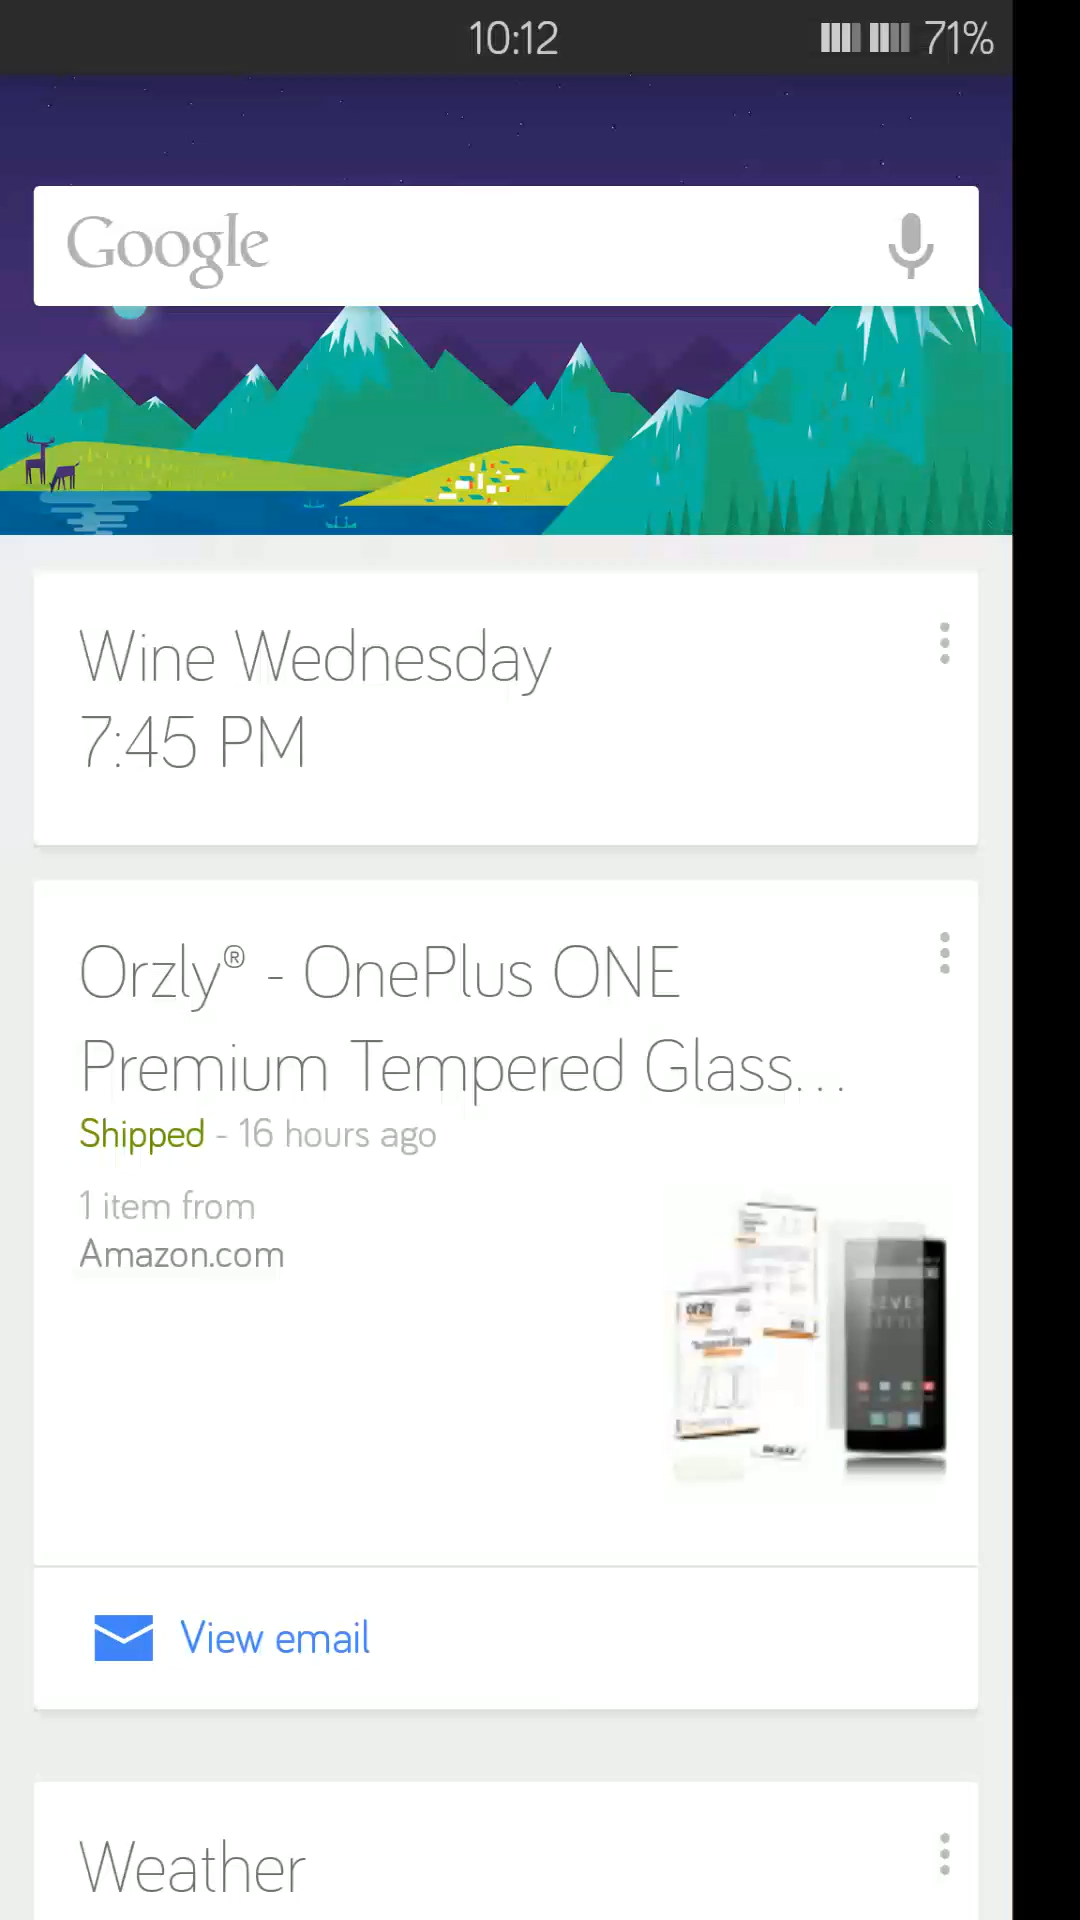 10:12 71%
Google
Wine Wednesday
7:45 PM
Orzly® - OnePlus ONE
Premium Tempered Glass...
Shipped - 16 hours ago
1 item from
Amazon.com
orzly
View email
Weather